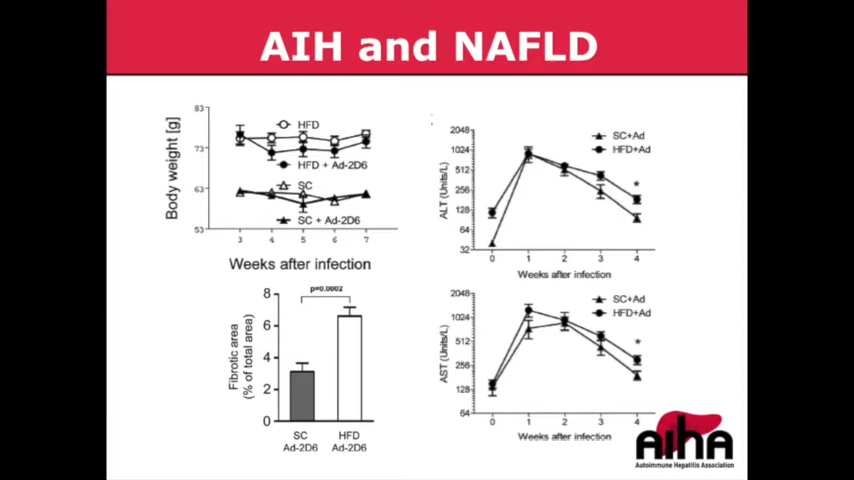 AIH and NAFLD
83
73
63
53
Body weight [g]
HFD
HFD + Ad-2D6
SC
SC + Ad-2D6
3 4 5 6 7
Weeks after infection
2048
1024
512
256
128
64
32
ALT (Units/L)
SC+Ad
HFD+Ad
*
0 1 2 3 4
Weeks after infection
p=0.0002
8
6
4
2
0
Fibrotic area
(% of total area)
SC HFD
Ad-2D6 Ad-2D6
2048
1024
512
256
128
64
AST (Units/L)
SC+Ad
HFD+Ad
*
0 1 2 3 4
Weeks after infection
AIHA
Autoimmune Hepatitis Association